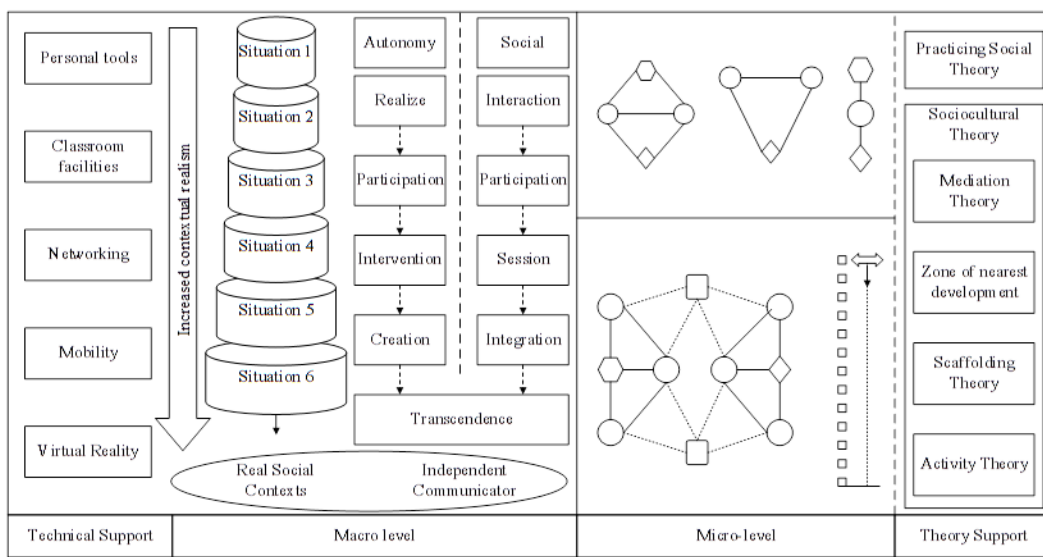 Personal tools
Classroom
facilities
Networking
Mobility
Virtual Reality
Increased contextual realism
Situation 1
Situation 2
Situation 3
Situation 4
Situation 5
Situation 6
Autonomy
Realize
Participation
Intervention
Creation
Social
Interaction
Participation
Session
Integration
Transcendence
Real Social
Contexts
Independent
Communicator
Practicing Social
Theory
Sociocultural
Theory
Mediation
Theory
Zone of nearest
development
Scaffolding
Theory
Activity Theory
Technical Support
Macro level
Micro-level
Theory Support